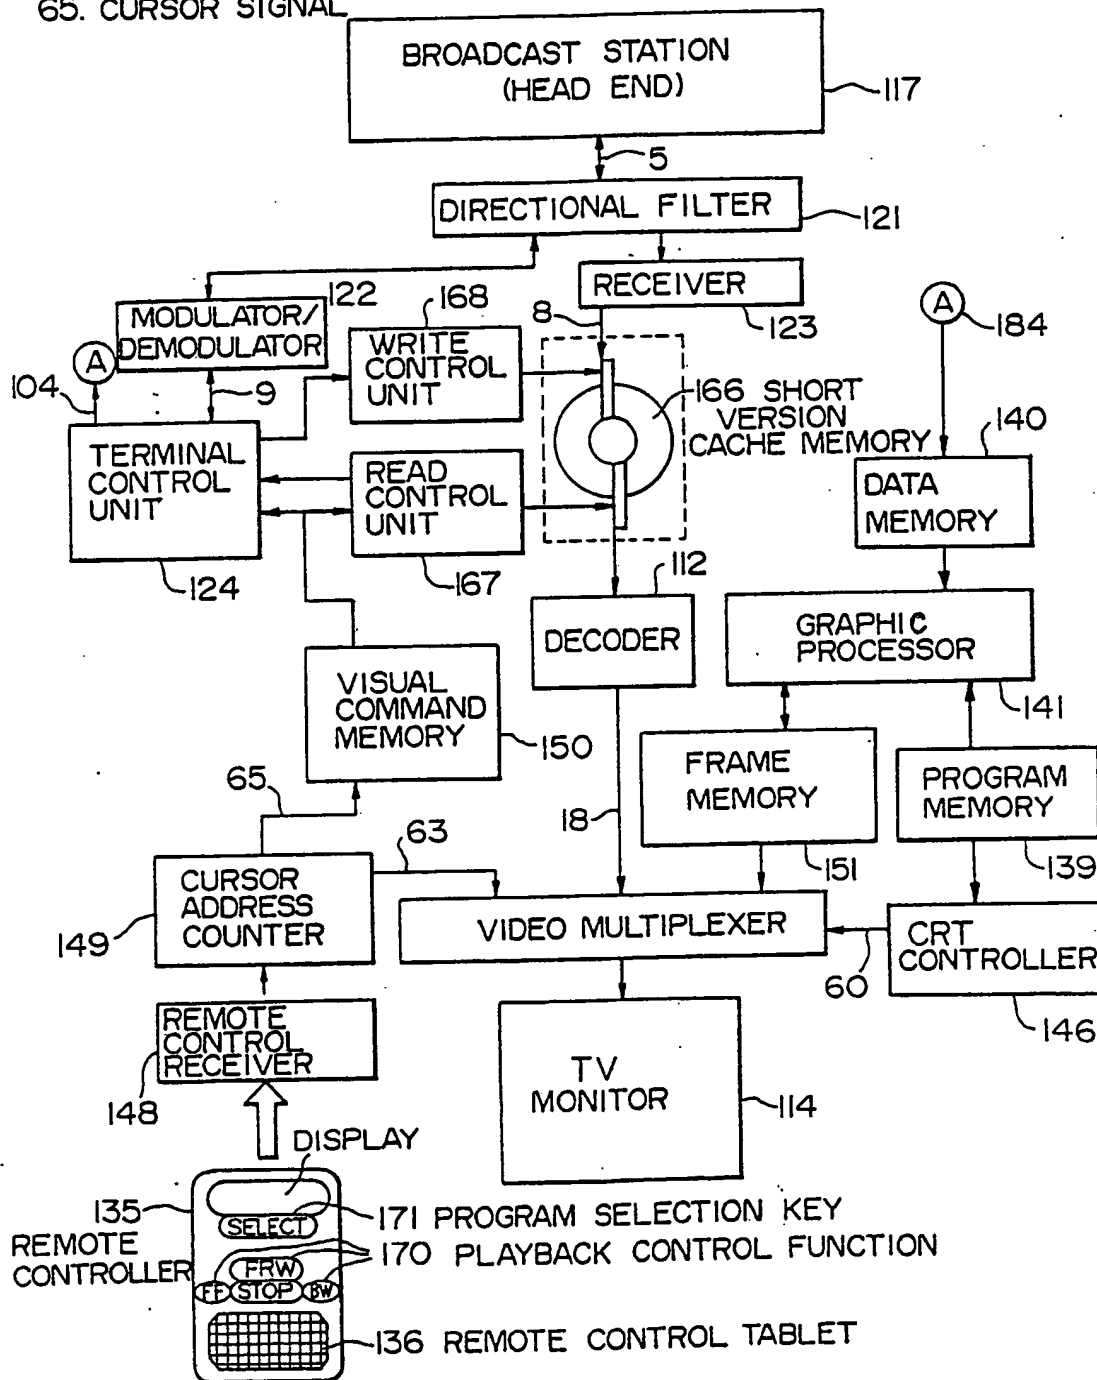 65. CURSOR SIGNAL
BROADCAST STATION
(HEAD END)
117
5
DIRECTIONAL FILTER
121
RECEIVER
123
122
MODULATOR/
DEMODULATOR
168
WRITE
CONTROL
UNIT
8
A
184
A
104
9
166 SHORT
VERSION
CACHE MEMORY
140
TERMINAL
CONTROL
UNIT
124
READ
CONTROL
UNIT
167
DATA
MEMORY
112
DECODER
GRAPHIC
PROCESSOR
141
VISUAL
COMMAND
MEMORY
150
FRAME
MEMORY
151
PROGRAM
MEMORY
139
65
63
18
CURSOR
ADDRESS
COUNTER
149
VIDEO MULTIPLEXER
60
CRT
CONTROLLER
146
REMOTE
CONTROL
RECEIVER
148
TV
MONITOR
114
DISPLAY
135
REMOTE
CONTROLLER
SELECT
171 PROGRAM SELECTION KEY
170 PLAYBACK CONTROL FUNCTION
FRW
FF
STOP
BW
136 REMOTE CONTROL TABLET